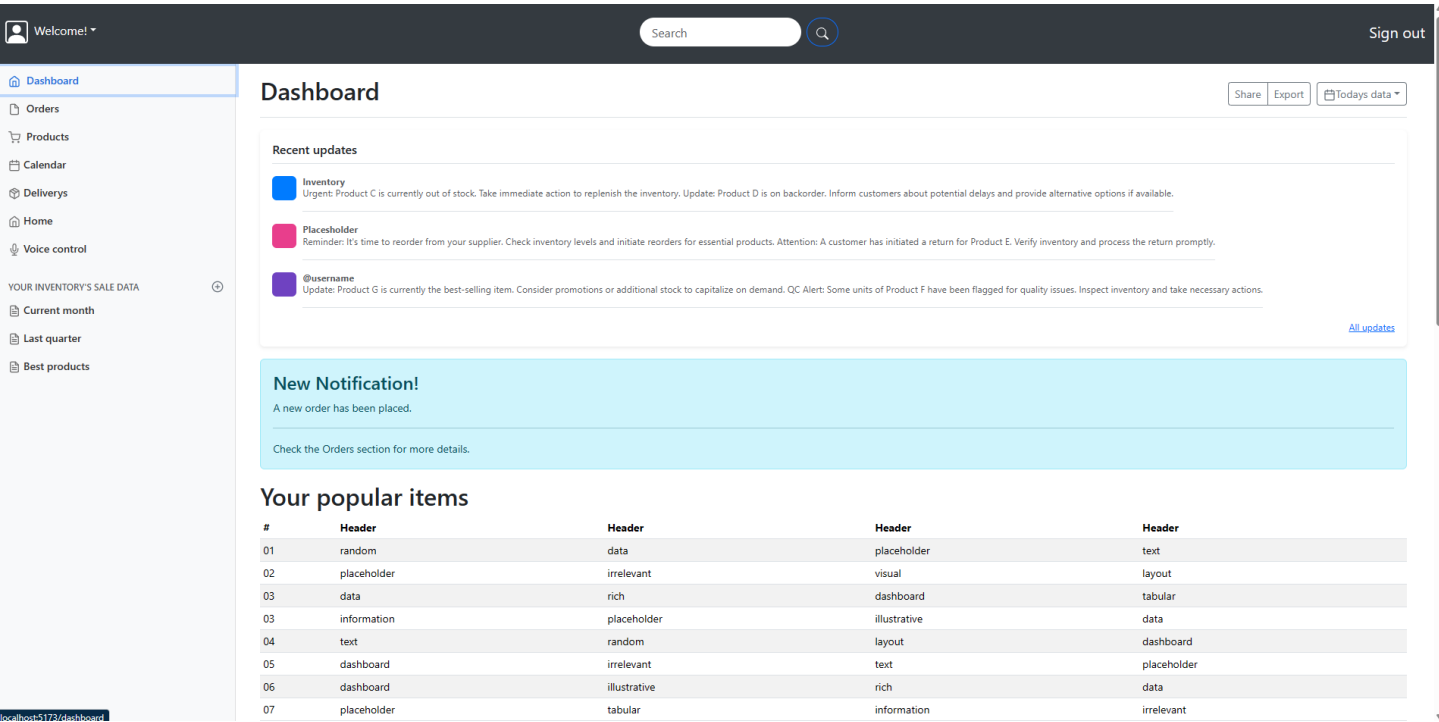 Welcome!
Search
Sign out
Dashboard
Orders
Products
Calendar
Deliverys
Home
Voice control
YOUR INVENTORY'S SALE DATA
Current month
Last quarter
Best products
Dashboard
Share Export Todays data
Recent updates
Inventory
Urgent: Product C is currently out of stock. Take immediate action to replenish the inventory. Update: Product D is on backorder. Inform customers about potential delays and provide alternative options if available.
Placesholder
Reminder: It's time to reorder from your supplier. Check inventory levels and initiate reorders for essential products. Attention: A customer has initiated a return for Product E. Verify inventory and process the return promptly.
@username
Update: Product G is currently the best-selling item. Consider promotions or additional stock to capitalize on demand. QC Alert: Some units of Product F have been flagged for quality issues. Inspect inventory and take necessary actions.
All updates
New Notification!
A new order has been placed.
Check the Orders section for more details.
Your popular items
# Header Header Header Header
01 random data placeholder text
02 placeholder irrelevant visual layout
03 data rich dashboard tabular
03 information placeholder illustrative data
04 text random layout dashboard
05 dashboard irrelevant text placeholder
06 dashboard illustrative rich data
07 placeholder tabular information irrelevant
localhost:5173/dashboard